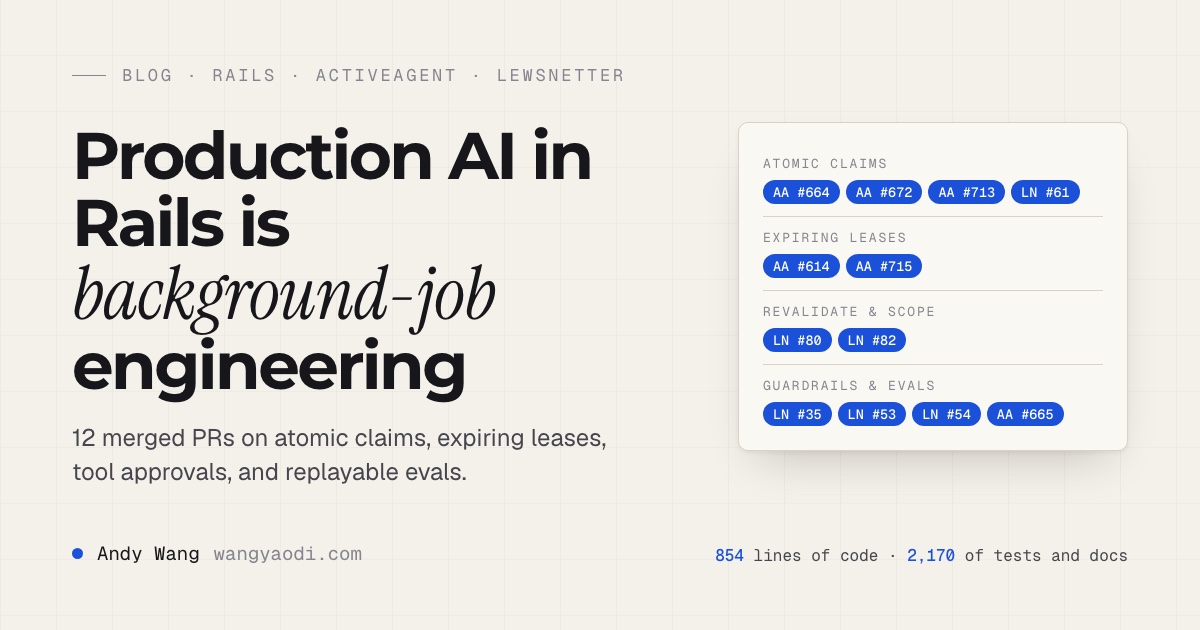 BLOG · RAILS · ACTIVEAGENT · LEWSNETTER
Production AI in
Rails is
background-job
engineering
12 merged PRs on atomic claims, expiring leases,
tool approvals, and replayable evals.
Andy Wang wangyaodi.com
ATOMIC CLAIMS
AA #664 AA #672 AA #713 LN #61
EXPIRING LEASES
AA #614 AA #715
REVALIDATE & SCOPE
LN #80 LN #82
GUARDRAILS & EVALS
LN #35 LN #53 LN #54 AA #665
854 lines of code · 2,170 of tests and docs